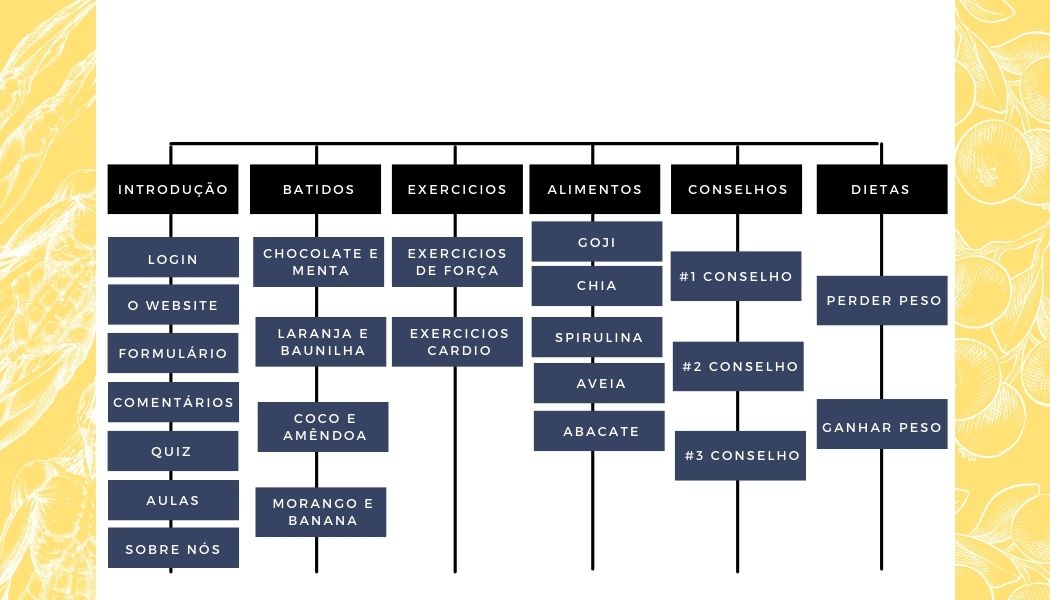 INTRODUÇÃO
LOGIN
O WEBSITE
FORMULÁRIO
COMENTÁRIOS
QUIZ
AULAS
SOBRE NÓS
BATIDOS
CHOCOLATE E
MENTA
LARANJA E
BAUNILHA
COCO E
AMÊNDOA
MORANGO E
BANANA
EXERCICIOS
EXERCICIOS
DE FORÇA
EXERCICIOS
CARDIO
ALIMENTOS
GOJI
CHIA
SPIRULINA
AVEIA
ABACATE
CONSELHOS
#1 CONSELHO
#2 CONSELHO
#3 CONSELHO
DIETAS
PERDER PESO
GANHAR PESO